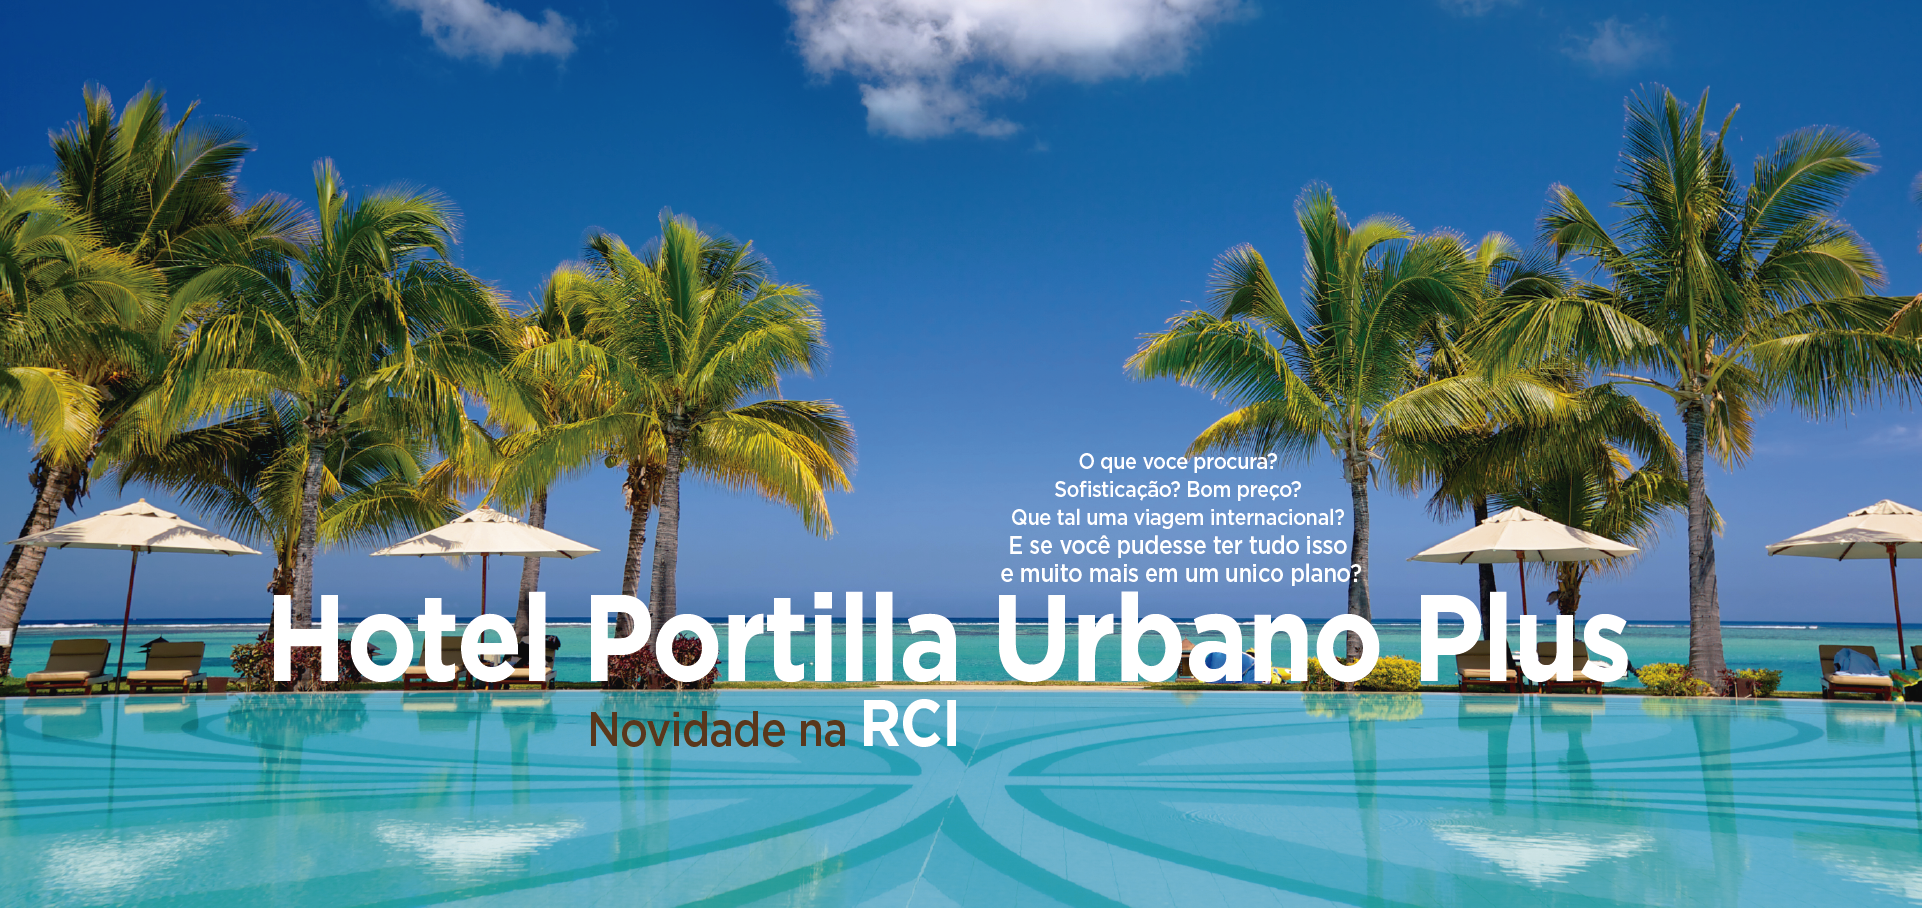 O que voce procura?
Sofisticação? Bom preço?
Que tal uma viagem internacional?
E se você pudesse ter tudo isso
e muito mais em um unico plano?
Hotel Portilla Urbano Plus
Novidade na RCI